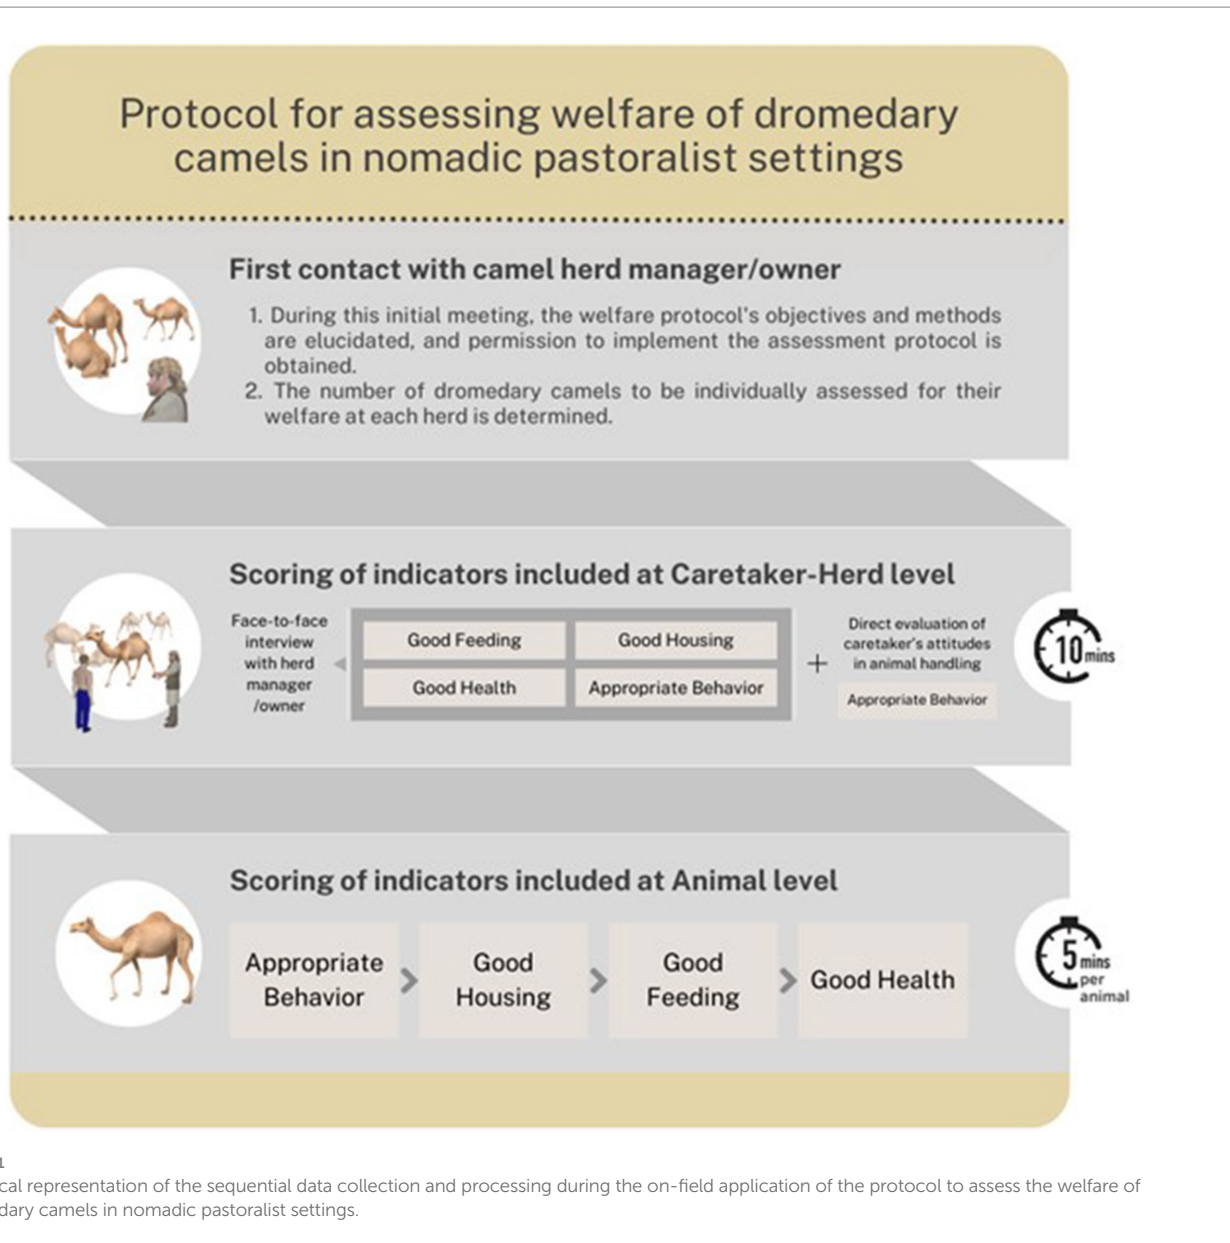 Protocol for assessing welfare of dromedary
camels in nomadic pastoralist settings
First contact with camel herd manager/owner
1. During this initial meeting, the welfare protocol's objectives and methods
are elucidated, and permission to implement the assessment protocol is
obtained.
2. The number of dromedary camels to be individually assessed for their
welfare at each herd is determined.
Scoring of indicators included at Caretaker-Herd level
Face-to-face
interview
with herd
manager
/owner
Good Feeding
Good Housing
Good Health
Appropriate Behavior
+
Direct evaluation of
caretaker's attitudes
in animal handling
Appropriate Behavior
10 mins
Scoring of indicators included at Animal level
Appropriate
Behavior
Good
Housing
Good
Feeding
Good Health
5 mins
per
animal
1
cal representation of the sequential data collection and processing during the on-field application of the protocol to assess the welfare of
dary camels in nomadic pastoralist settings.